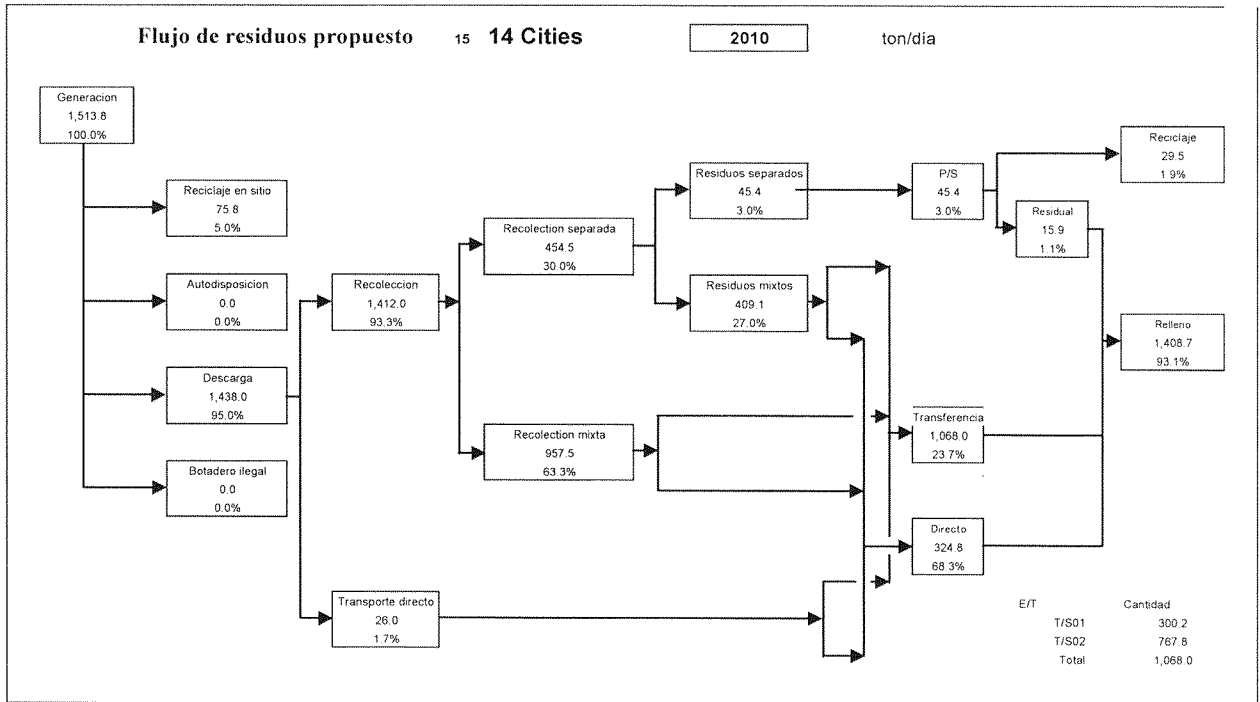 Flujo de residuos propuesto 15 14 Cities 2010 ton/día
Generacion
1,513.8
100.0%
Reciclaje en sitio
75.8
5.0%
Autodisposicion
0.0
0.0%
Descarga
1,438.0
95.0%
Botadero ilegal
0.0
0.0%
Recoleccion
1,412.0
93.3%
Transporte directo
26.0
1.7%
Recolection separada
454.5
30.0%
Recolection mixta
957.5
63.3%
Residuos separados
45.4
3.0%
Residuos mixtos
409.1
27.0%
P/S
45.4
3.0%
Transferencia
1,068.0
23.7%
Directo
324.8
68.3%
Residual
15.9
1.1%
Reciclaje
29.5
1.9%
Relleno
1,408.7
93.1%
E/T Cantidad
T/S01 300.2
T/S02 767.8
Total 1,068.0